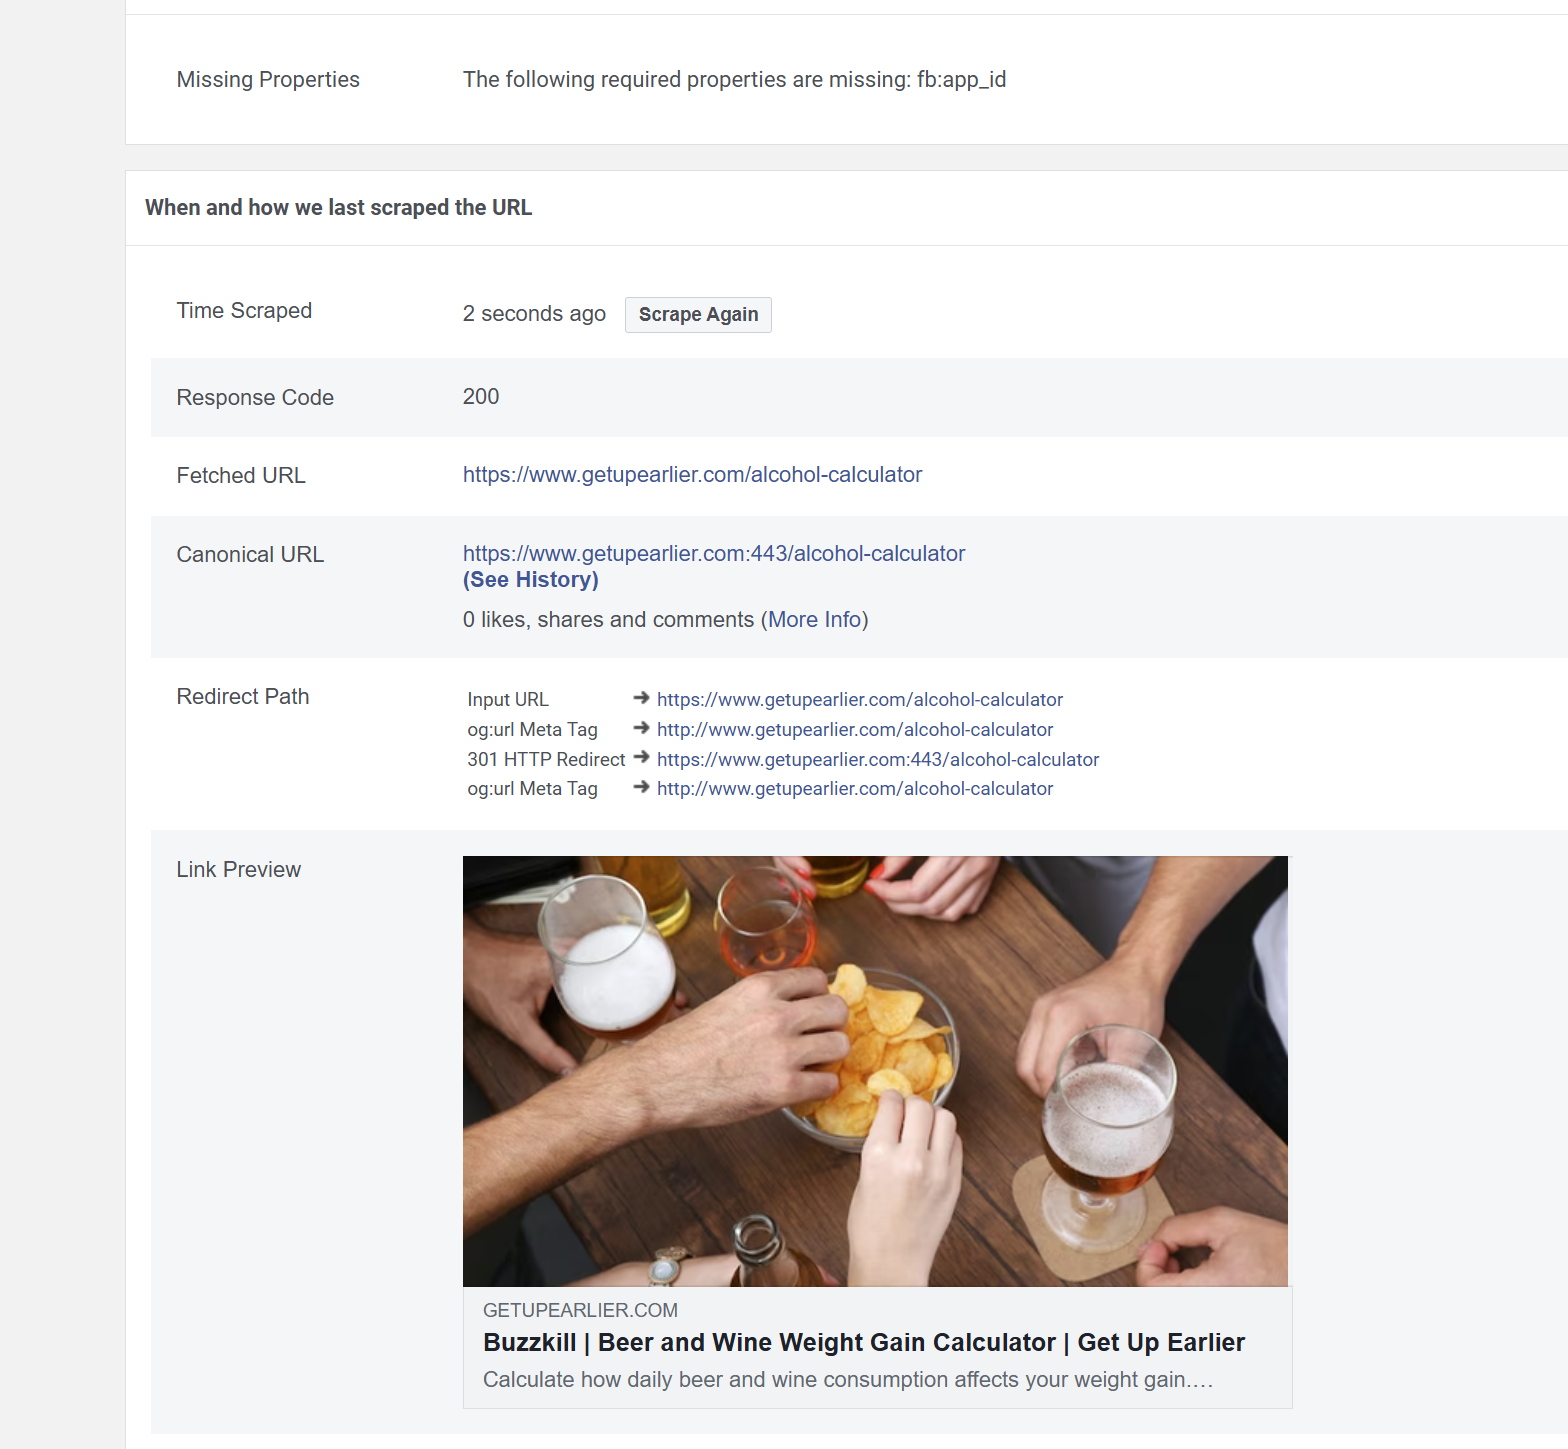 Missing Properties The following required properties are missing: fb:app_id
When and how we last scraped the URL
Time Scraped 2 seconds ago Scrape Again
Response Code 200
Fetched URL https://www.getupearlier.com/alcohol-calculator
Canonical URL https://www.getupearlier.com:443/alcohol-calculator
(See History)
0 likes, shares and comments (More Info)
Redirect Path Input URL ➔ https://www.getupearlier.com/alcohol-calculator
og:url Meta Tag ➔ http://www.getupearlier.com/alcohol-calculator
301 HTTP Redirect ➔ https://www.getupearlier.com:443/alcohol-calculator
og:url Meta Tag ➔ http://www.getupearlier.com/alcohol-calculator
Link Preview
GETUPEARLIER.COM
Buzzkill | Beer and Wine Weight Gain Calculator | Get Up Earlier
Calculate how daily beer and wine consumption affects your weight gain.…